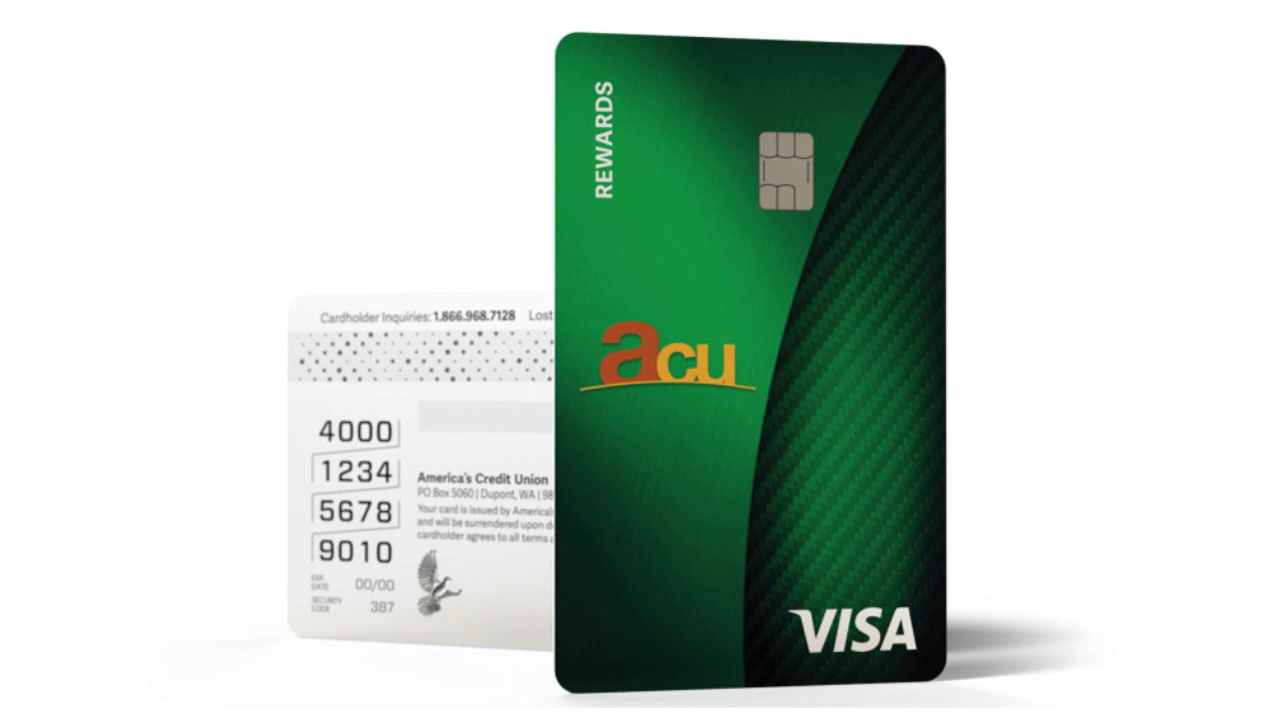 REWARDS
acu
VISA
Cardholder Inquiries: 1.866.968.7128 Lost
4000
1234
5678
9010
EXP. DATE 00/00
SECURITY CODE 387
America's Credit Union
PO Box 5060 | Dupont, WA | 98
Your card is issued by America's
and will be surrendered upon d
cardholder agrees to all terms a